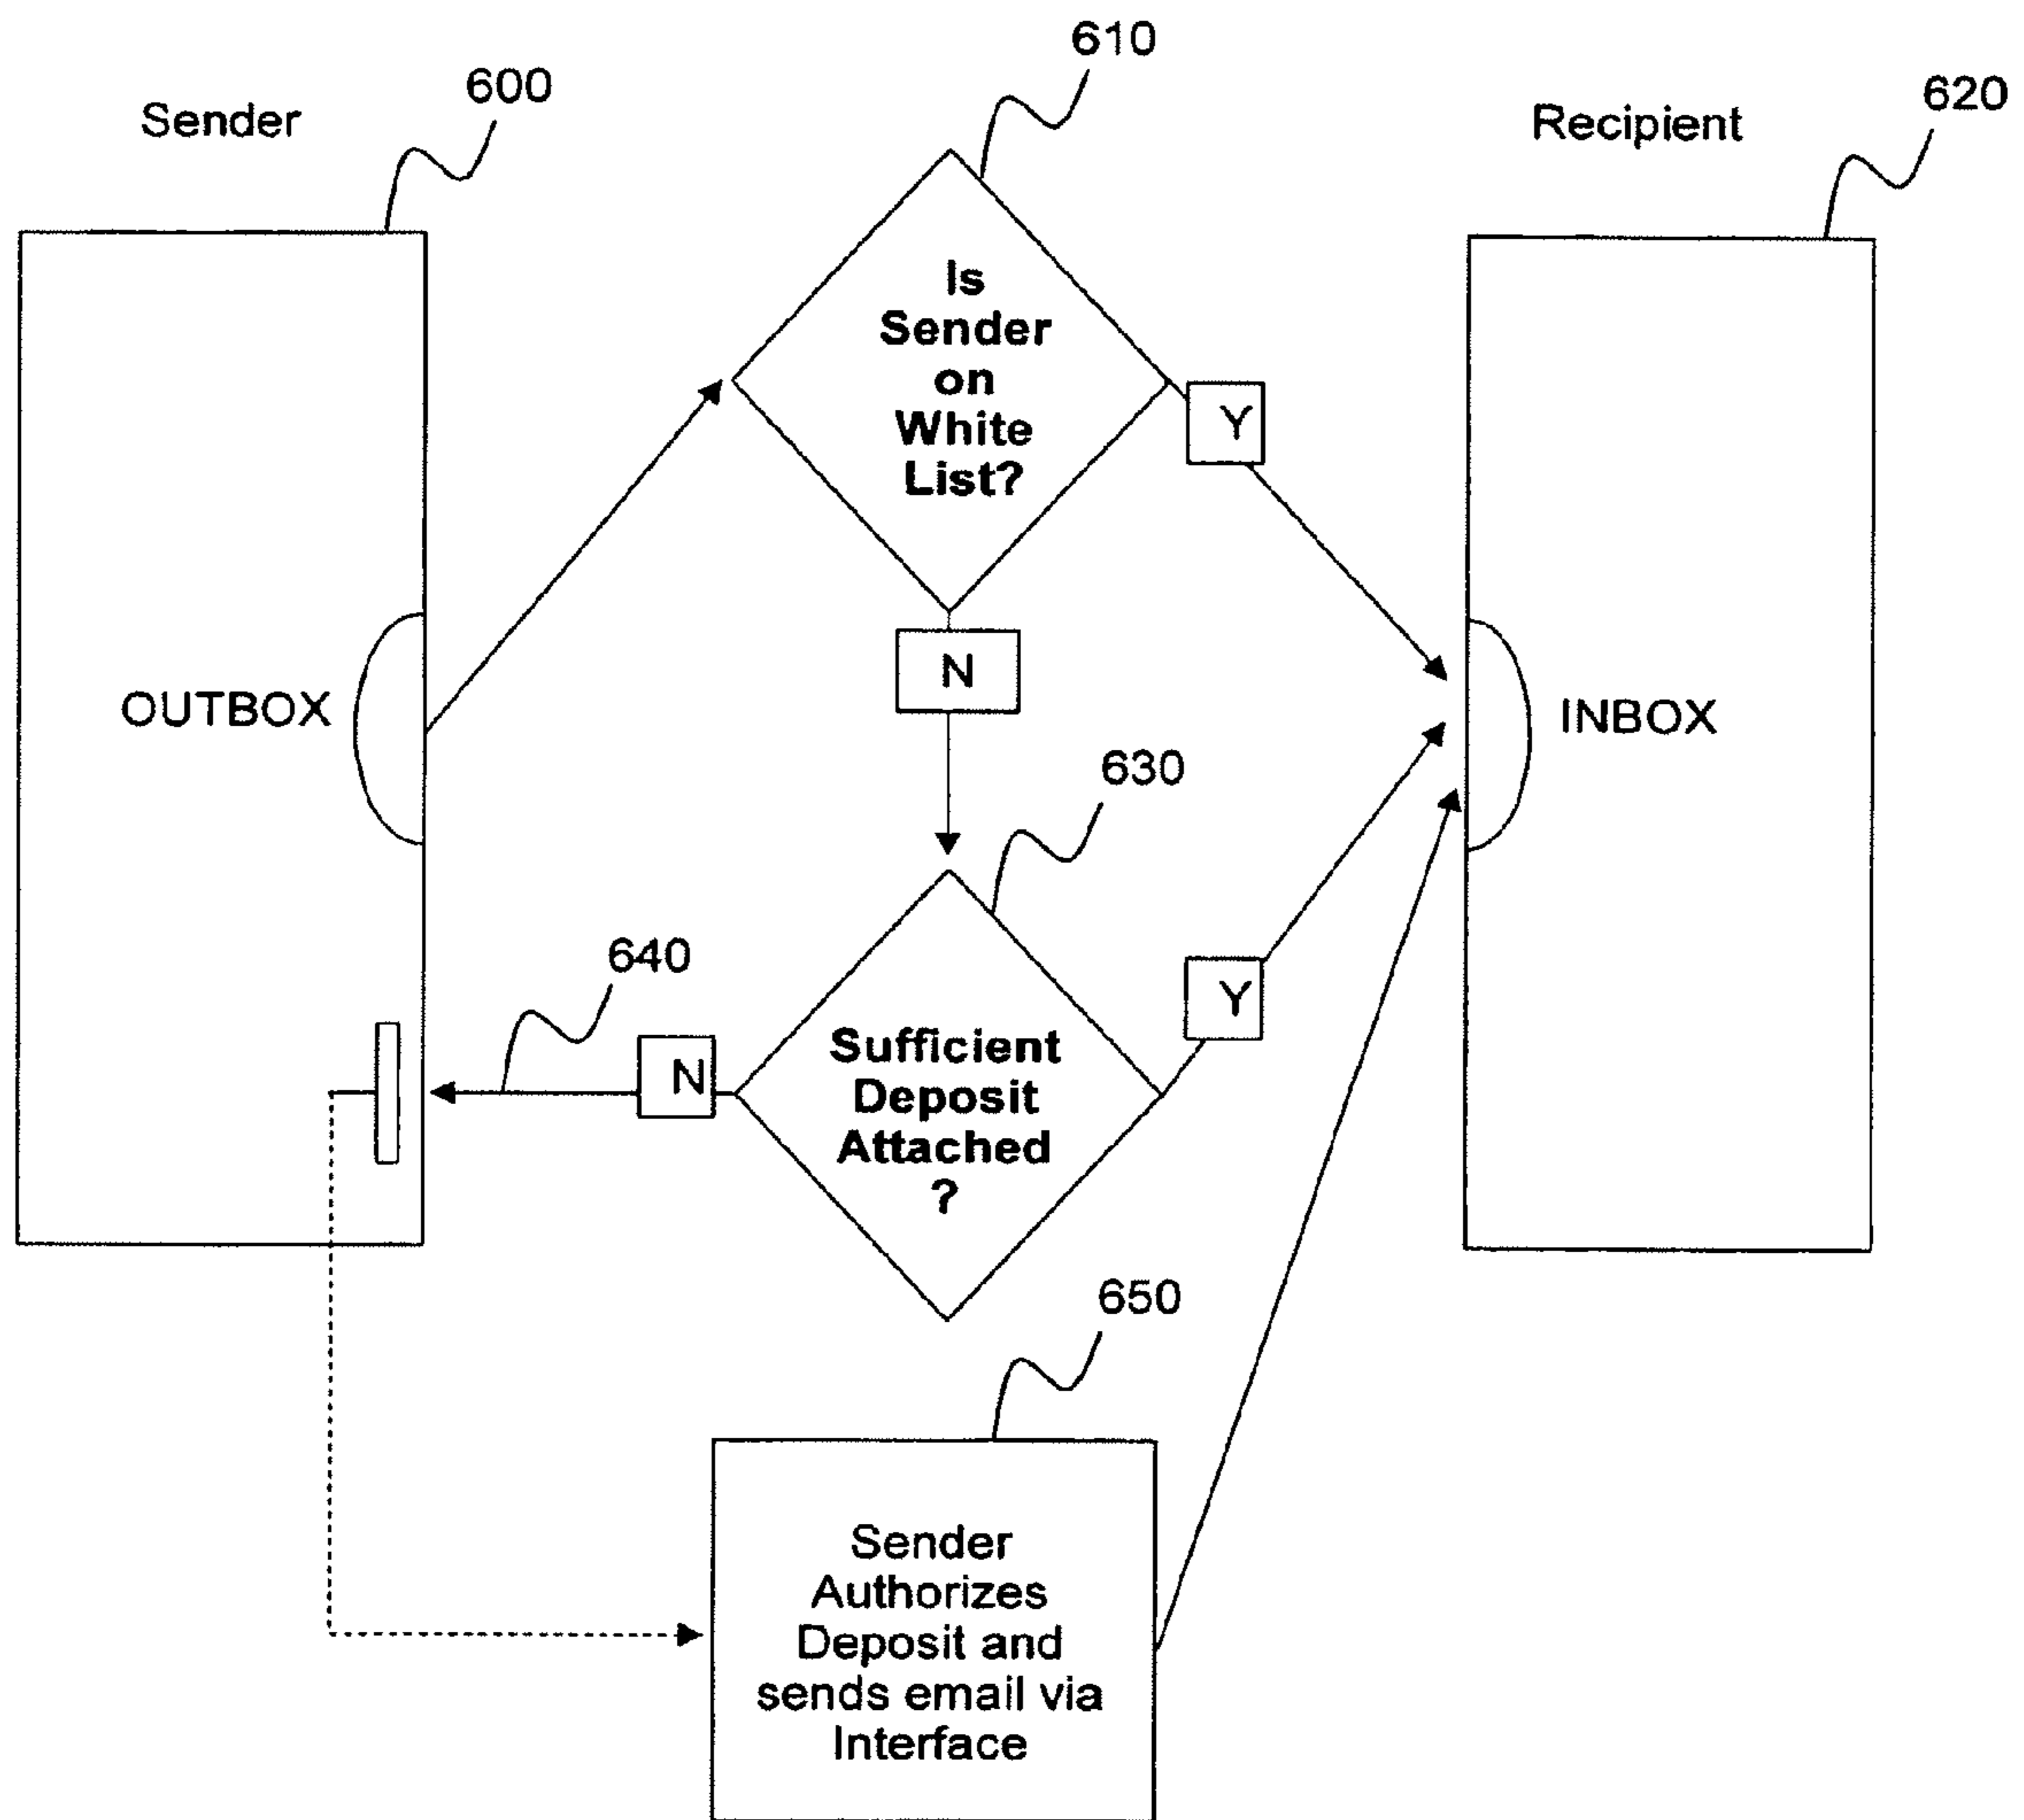 610
600
620
Sender
Recipient
Is
Sender
on
White
List?
Y
N
OUTBOX
INBOX
630
640
Y
N
Sufficient
Deposit
Attached
?
650
Sender
Authorizes
Deposit and
sends email via
Interface